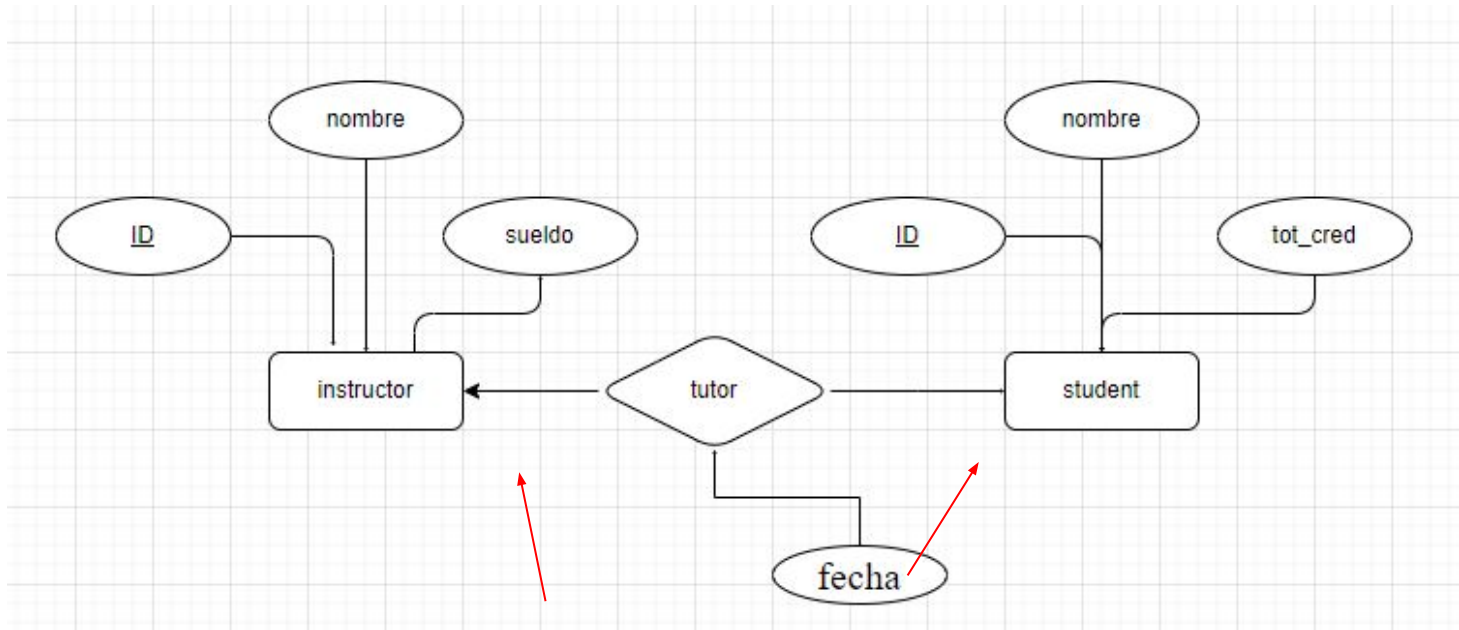 nombre
nombre
ID
sueldo
ID
tot_cred
instructor
tutor
student
fecha